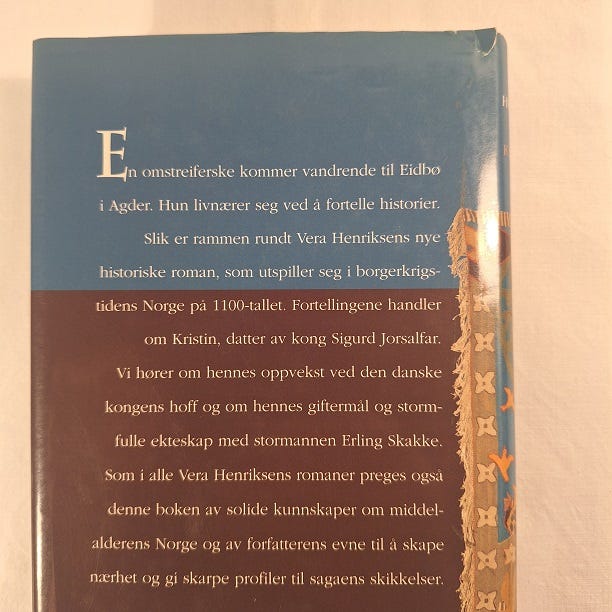 En omstreiferske kommer vandrende til Eidbø
i Agder. Hun livnærer seg ved å fortelle historier.
Slik er rammen rundt Vera Henriksens nye
historiske roman, som utspiller seg i borgerkrigs-
tidens Norge på 1100-tallet. Fortellingene handler
om Kristin, datter av kong Sigurd Jorsalfar.
Vi hører om hennes oppvekst ved den danske
kongens hoff og om hennes giftermål og storm-
fulle ekteskap med stormannen Erling Skakke.
Som i alle Vera Henriksens romaner preges også
denne boken av solide kunnskaper om middel-
alderens Norge og av forfatterens evne til å skape
nærhet og gi skarpe profiler til sagaens skikkelser.